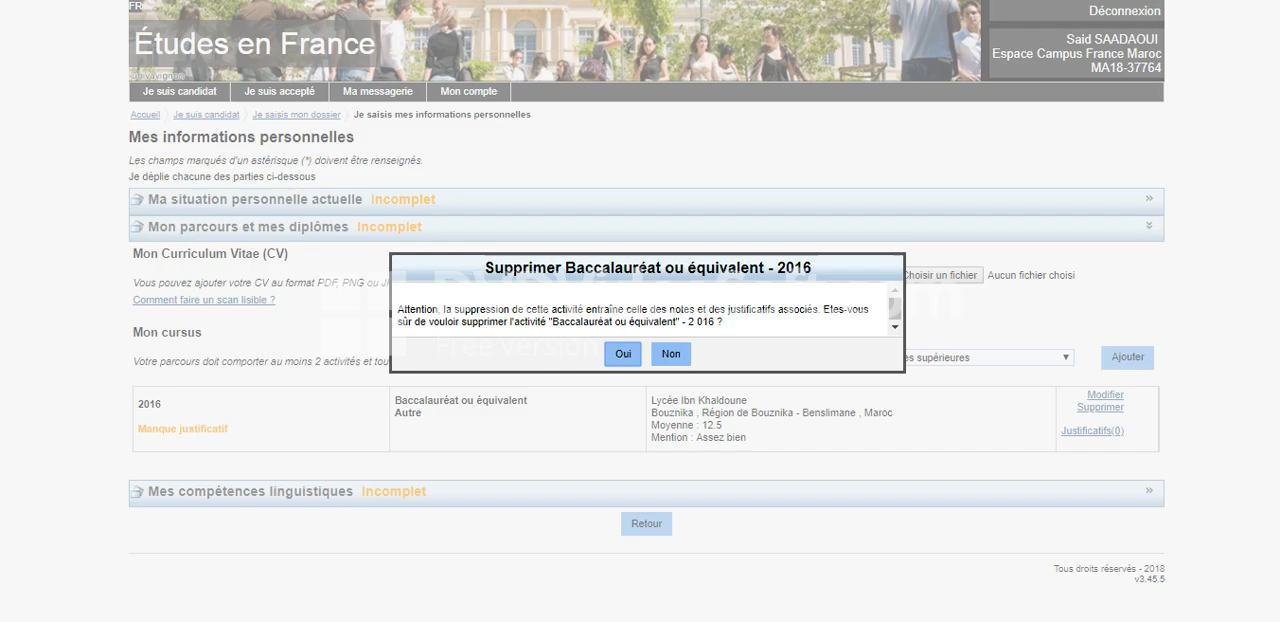 FR
Déconnexion
Études en France
Said SAADAOUI
Espace Campus France Maroc
MA18-37764
Je suis candidat
Je suis accepté
Ma messagerie
Mon compte
Accueil
Je suis candidat
Je saisis mon dossier
Je saisis mes informations personnelles
Mes informations personnelles
Les champs marqués d'un astérisque (*) doivent être renseignés.
Je déplie chacune des parties ci-dessous
Ma situation personnelle actuelle Incomplet
Mon parcours et mes diplômes Incomplet
Mon Curriculum Vitae (CV)
Supprimer Baccalauréat ou équivalent - 2016
Vous pouvez ajouter votre CV au format PDF, PNG ou
Choisir un fichier Aucun fichier choisi
Comment faire un scan lisible ?
Attention, la suppression de cette activité entraîne celle des notes et des justificatifs associés. Etes-vous
sûr de vouloir supprimer l'activité "Baccalauréat ou équivalent" - 2 016 ?
Mon cursus
Free version
Oui
Non
Votre parcours doit comporter au moins 2 activités et
supérieures
Ajouter
2016
Manque justificatif
Baccalauréat ou équivalent
Autre
Lycée Ibn Khaldoune
Bouznika , Région de Bouznika - Benslimane , Maroc
Moyenne : 12.5
Mention : Assez bien
Modifier
Supprimer
Justificatifs(0)
Mes compétences linguistiques Incomplet
Retour
Tous droits réservés - 2018
v3.45.5